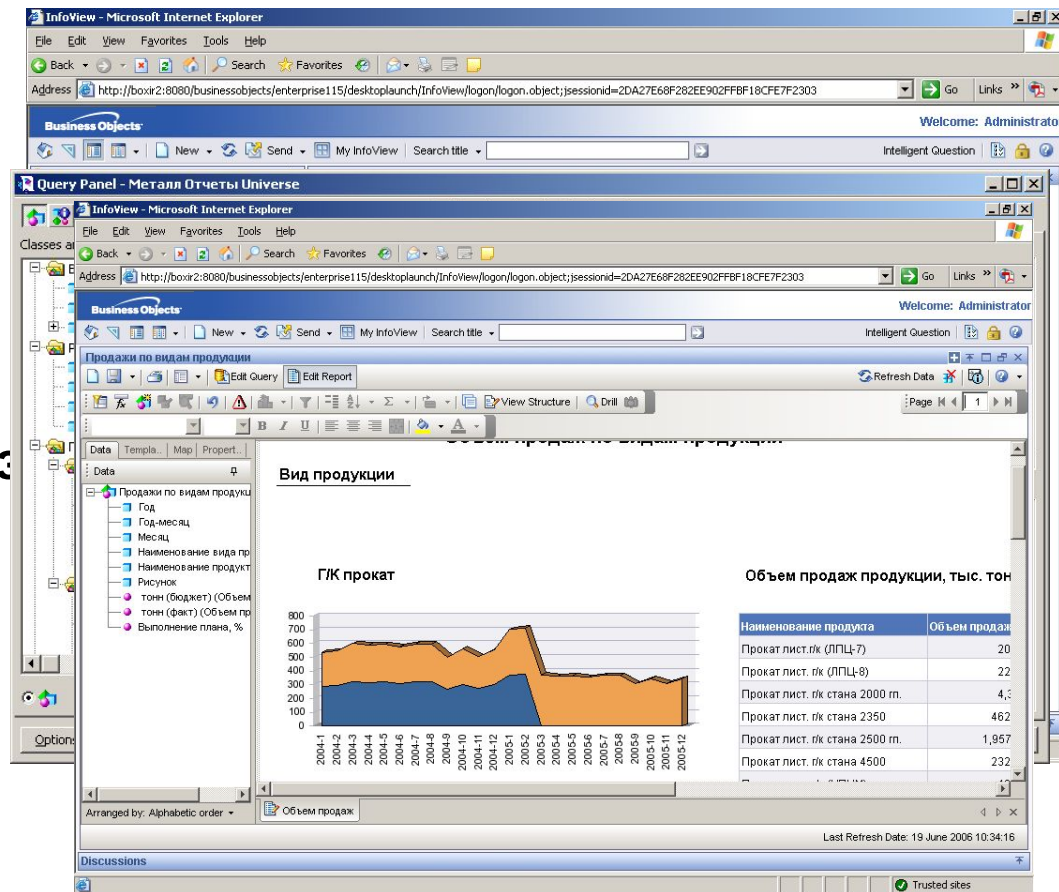 InfoView - Microsoft Internet Explorer
File Edit View Favorites Tools Help
Back Search Favorites
Address http://boxir2:8080/businessobjects/enterprise115/desktoplaunch/InfoView/logon/logon.object;jsessionid=2DA27E68F282EE902FFBF18CFE7F2303 Go Links »
Business Objects Welcome: Administrato
New Send My InfoView Search title Intelligent Question
Query Panel - Металл Отчеты Universe
Classes a
Options
InfoView - Microsoft Internet Explorer
File Edit View Favorites Tools Help
Back Search Favorites
Address http://boxir2:8080/businessobjects/enterprise115/desktoplaunch/InfoView/logon/logon.object;jsessionid=2DA27E68F282EE902FFBF18CFE7F2303 Go Links »
Business Objects Welcome: Administrator
New Send My InfoView Search title Intelligent Question
Продажи по видам продукции
Edit Query Edit Report Refresh Data
View Structure Drill Page 1
B I U A
Data Templa.. Map Propert..
Data
Продажи по видам продукц
Год
Год-месяц
Месяц
Наименование вида пр
Наименование продукт
Рисунок
тонн (бюджет) (Объем
тонн (факт) (Объем пр
Выполнение плана, %
Arranged by: Alphabetic order
Объем продаж по видам продукции
Вид продукции
Г/К прокат
800
700
600
500
400
300
200
100
0
2004-1 2004-2 2004-3 2004-4 2004-5 2004-6 2004-7 2004-8 2004-9 2004-10 2004-11 2004-12 2005-1 2005-2 2005-3 2005-4 2005-5 2005-6 2005-7 2005-8 2005-9 2005-10 2005-11 2005-12
Объем продаж продукции, тыс. тон
Наименование продукта Объем продаж
Прокат лист.г/к (ЛПЦ-7) 20
Прокат лист.г/к (ЛПЦ-8) 22
Прокат лист. г/к стана 2000 гп. 4,3
Прокат лист. г/к стана 2350 462
Прокат лист. г/к стана 2500 гп. 1,957
Прокат лист. г/к стана 4500 232
Объем продаж
Last Refresh Date: 19 June 2006 10:34:16
Discussions
Trusted sites